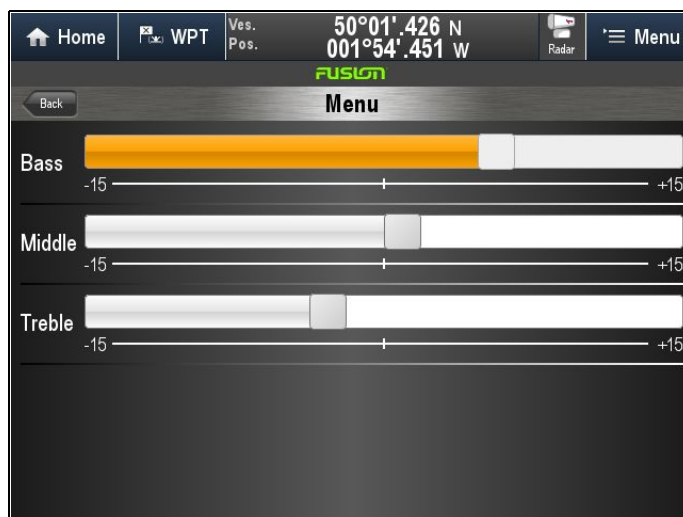 Home
WPT
Ves. Pos.
50°01'.426 N
001°54'.451 W
Radar
Menu
FUSION
Back
Menu
Bass
-15 +15
Middle
-15 +15
Treble
-15 +15